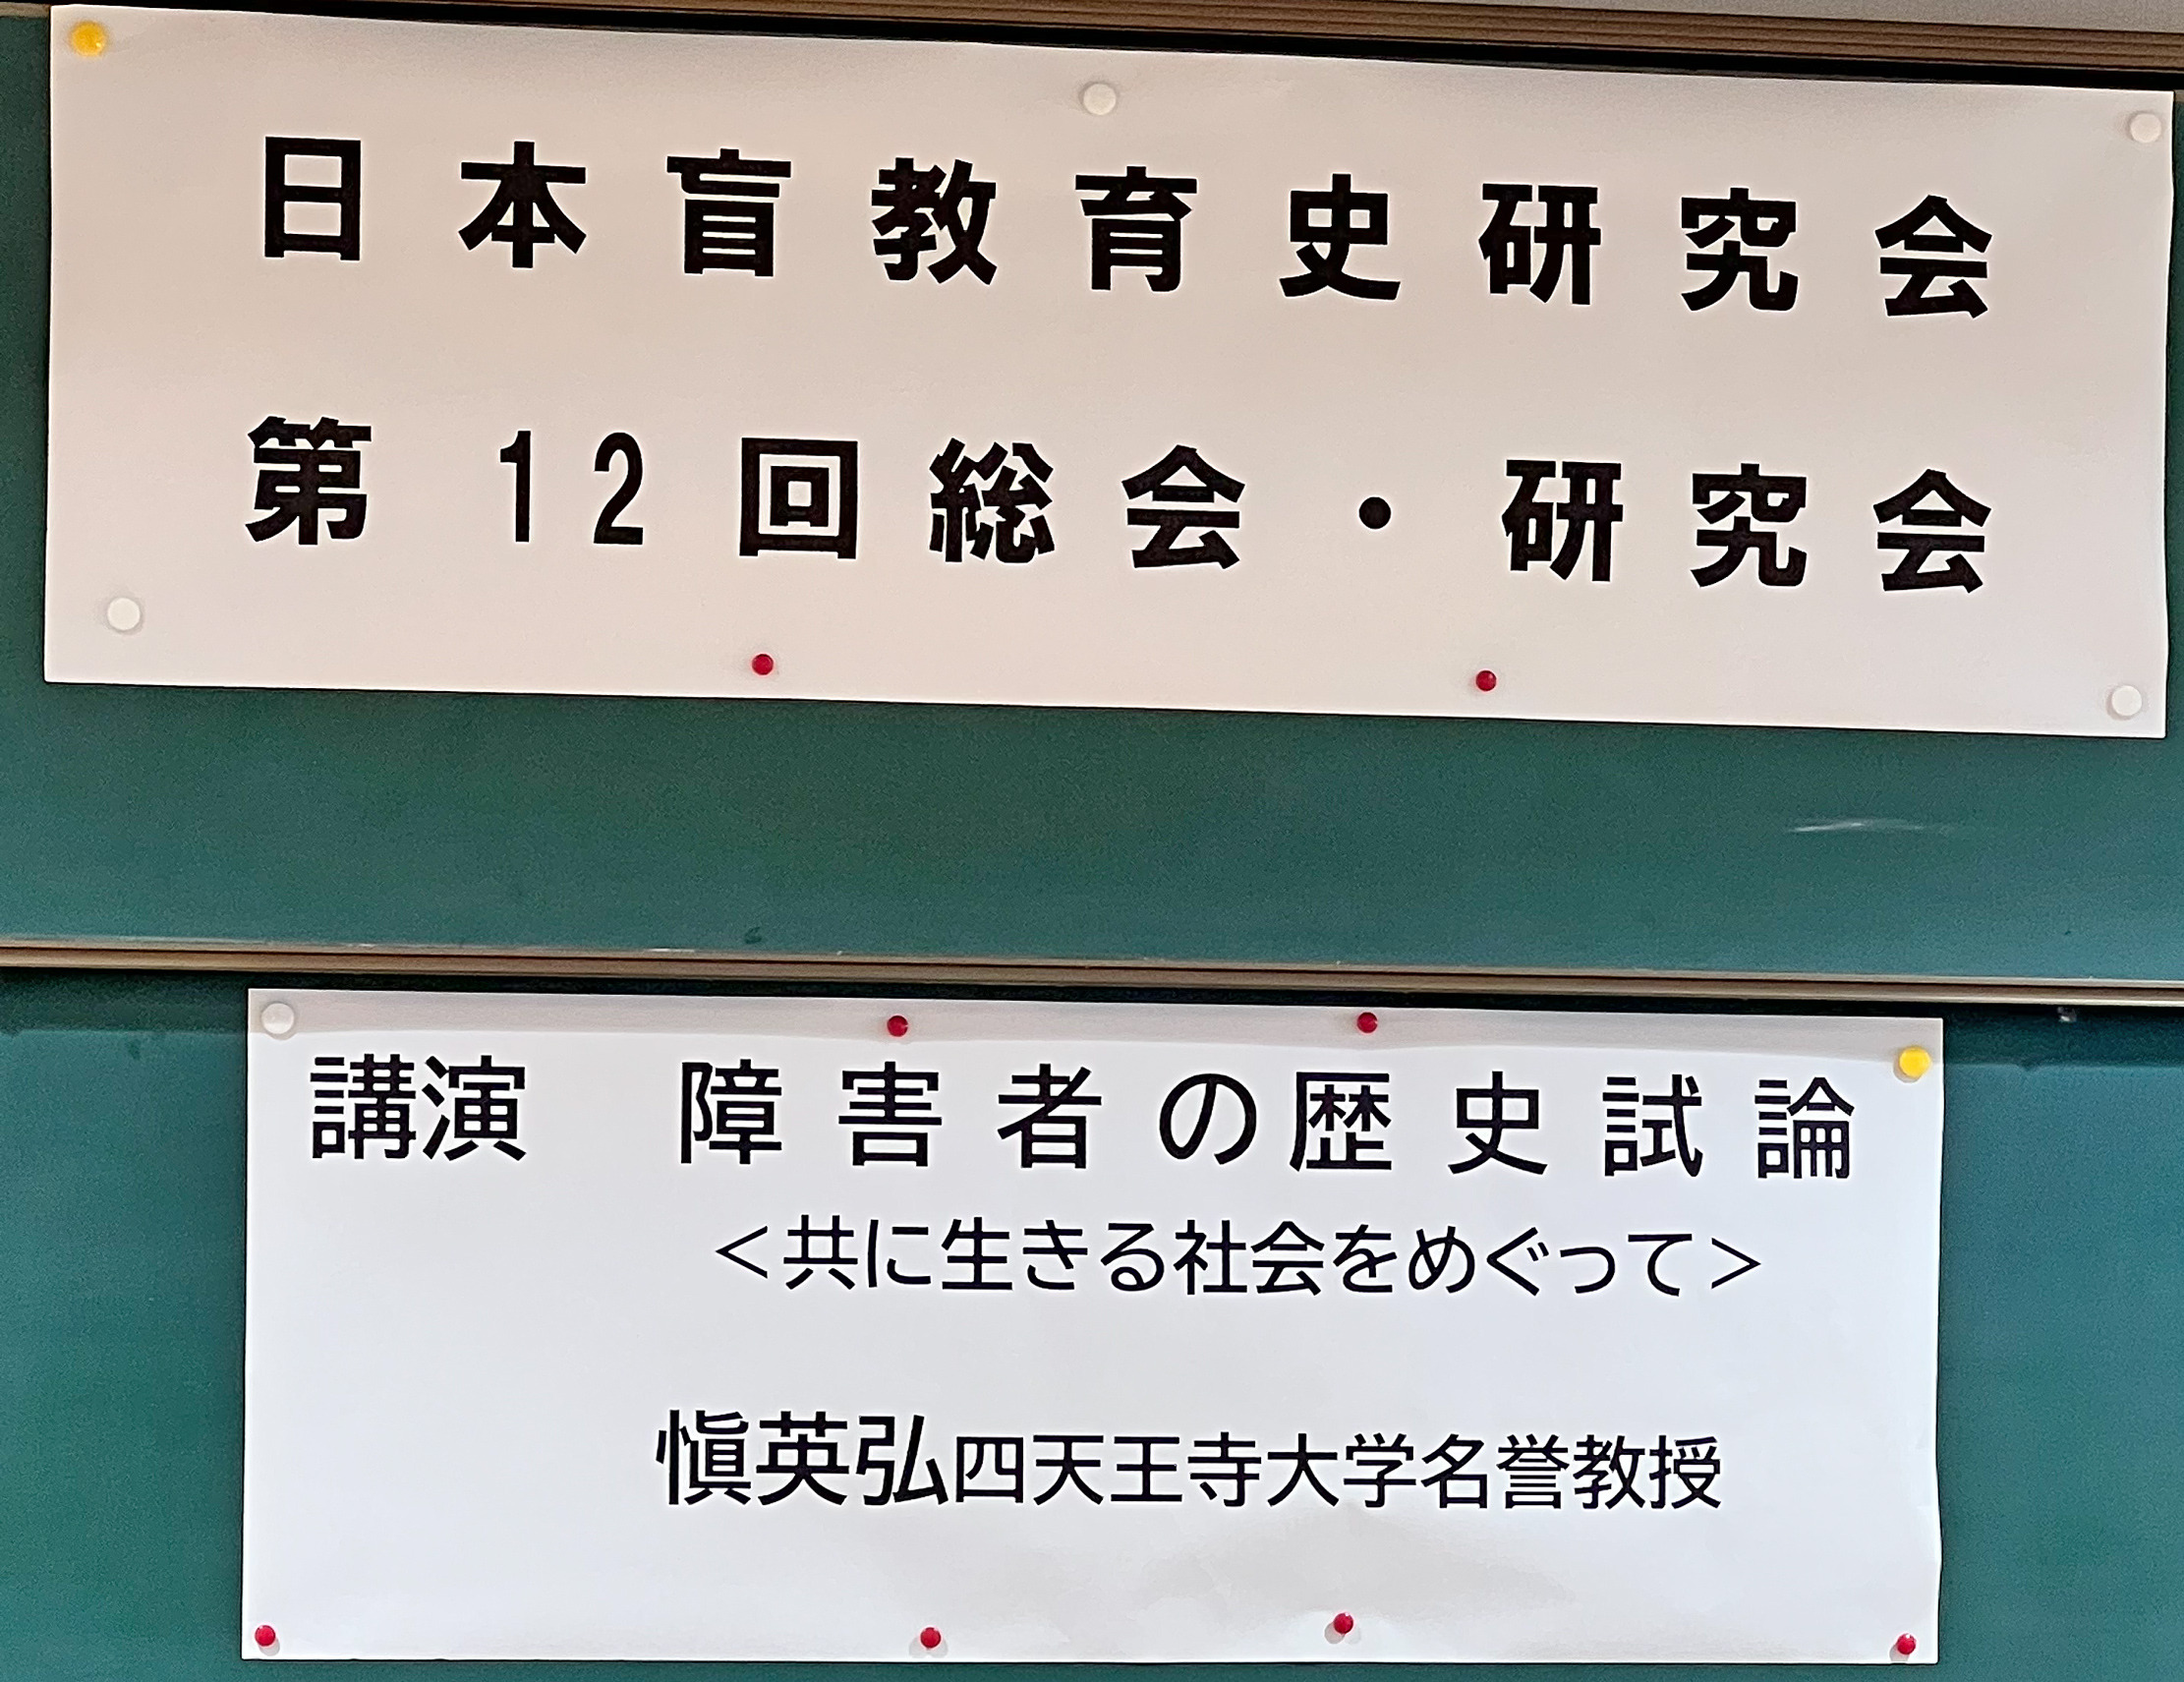 日本盲教育史研究会
第12回総会・研究会
講演　障害者の歴史試論
＜共に生きる社会をめぐって＞
愼英弘四天王寺大学名誉教授